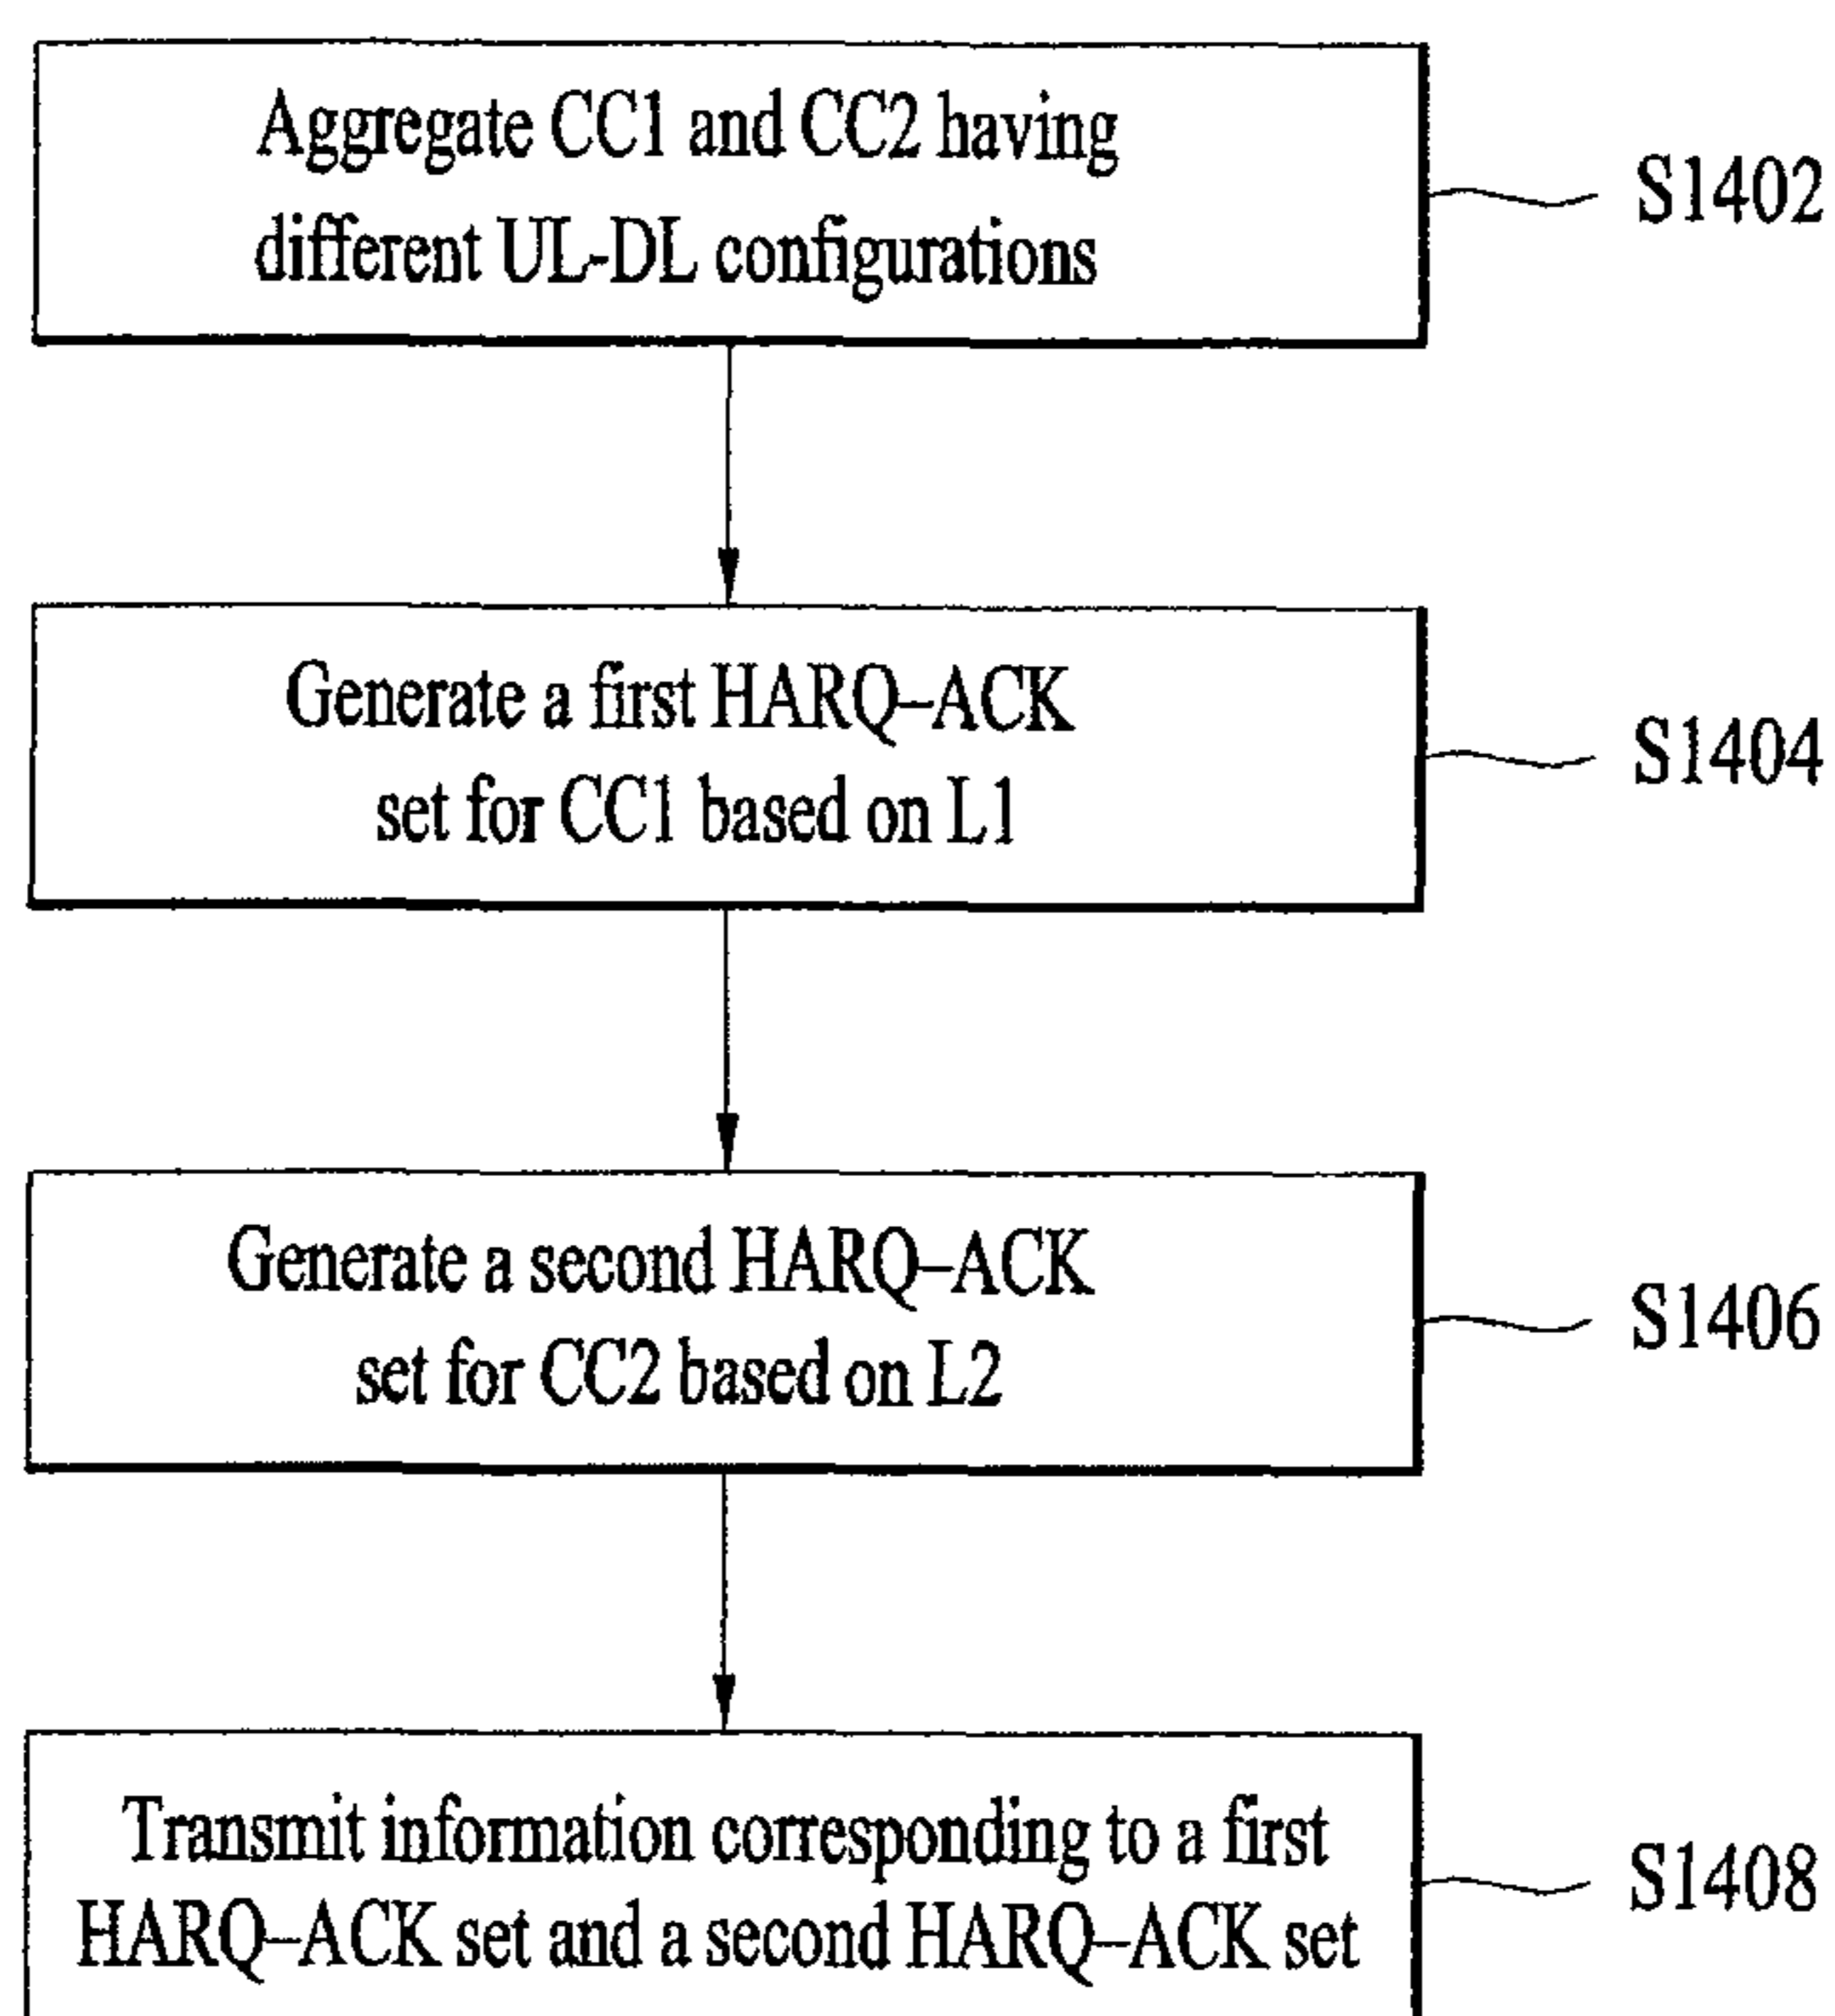 Aggregate CC1 and CC2 having
different UL-DL configurations
S1402
Generate a first HARQ–ACK
set for CC1 based on L1
S1404
Generate a second HARQ–ACK
set for CC2 based on L2
S1406
Transmit information corresponding to a first
HARQ–ACK set and a second HARQ–ACK set
S1408